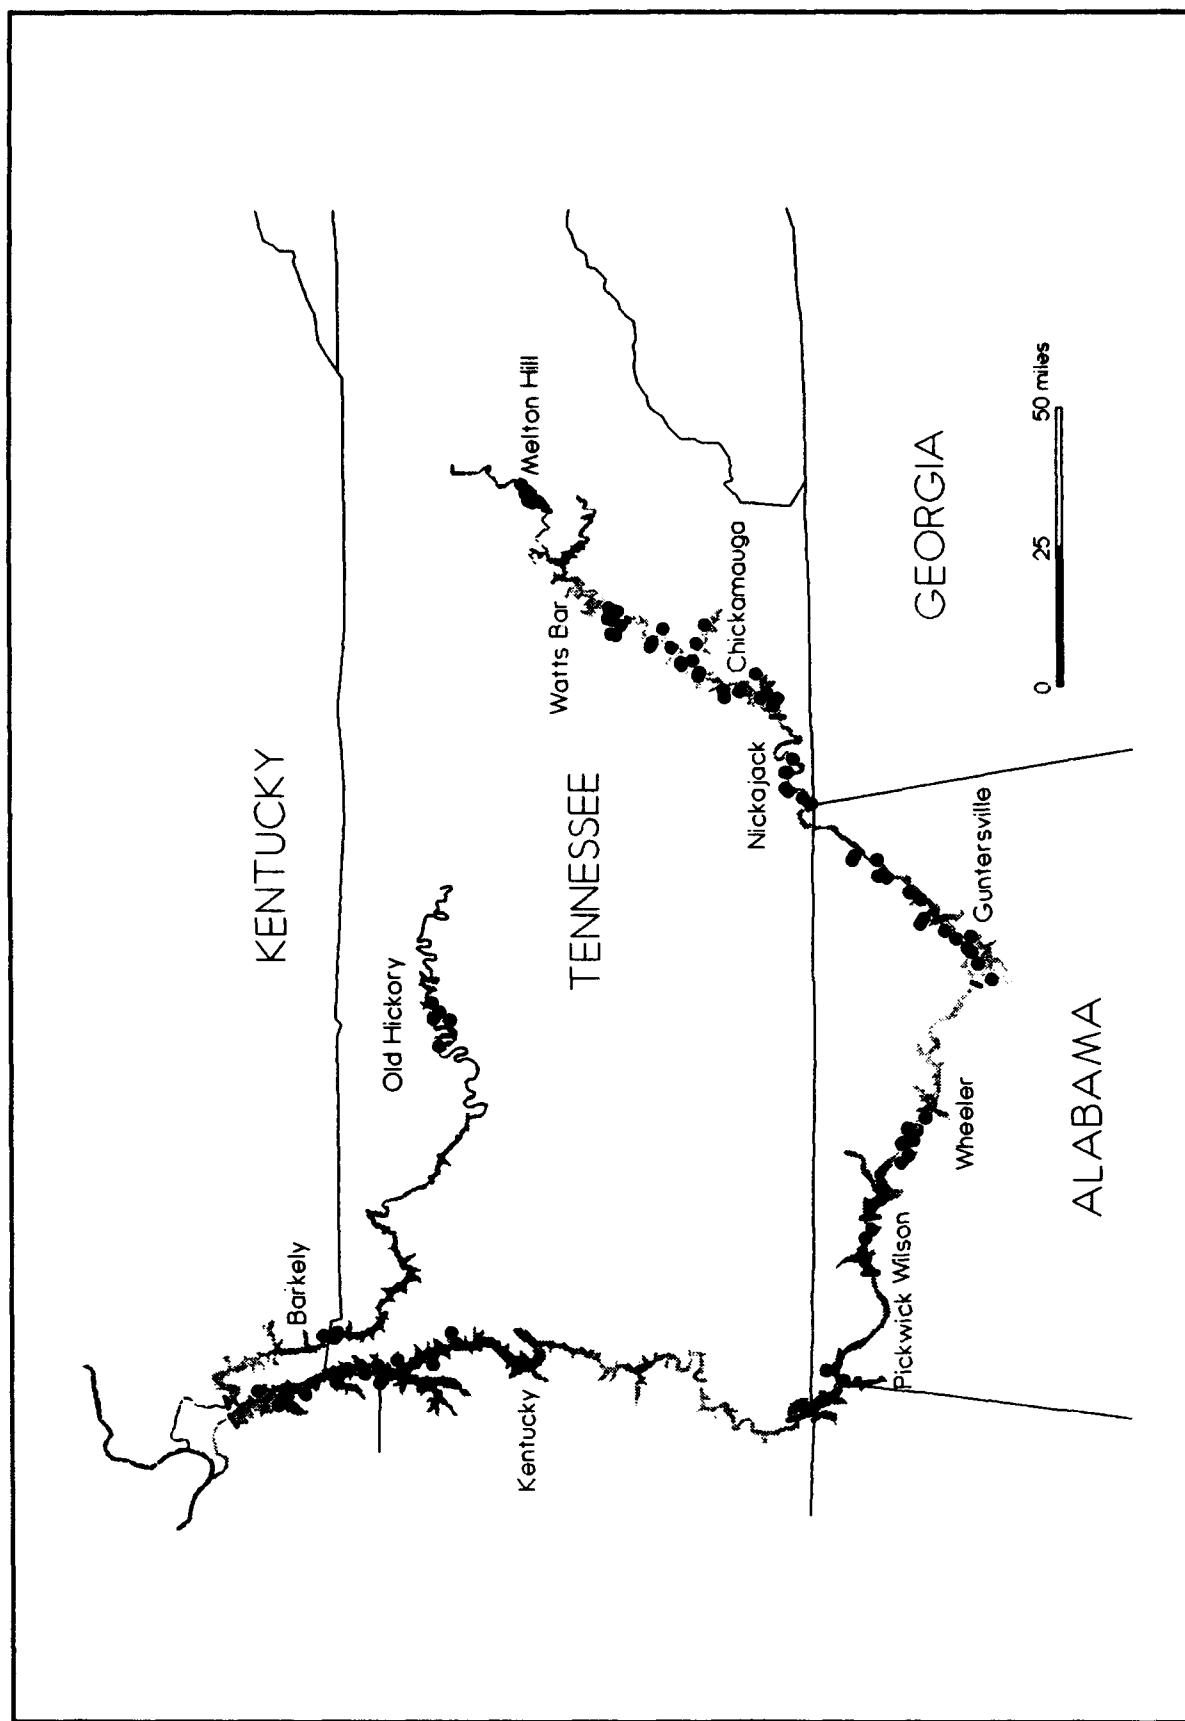 KENTUCKY
Barkely
Old Hickory
Melton Hill
Kentucky
TENNESSEE
Watts Bar
Chickamauga
Nickajack
Pickwick Wilson
Wheeler
Guntersville
GEORGIA
ALABAMA
0 25 50 miles